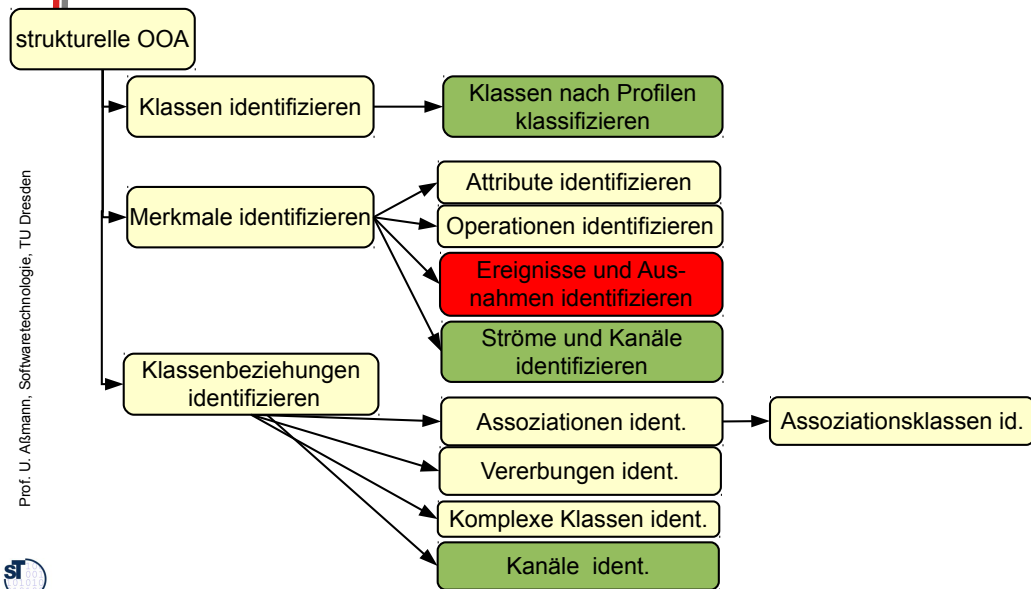 strukturelle OOA
Klassen identifizieren
Klassen nach Profilen
klassifizieren
Merkmale identifizieren
Attribute identifizieren
Operationen identifizieren
Ereignisse und Aus-
nahmen identifizieren
Ströme und Kanäle
identifizieren
Klassenbeziehungen
identifizieren
Assoziationen ident.
Assoziationsklassen id.
Vererbungen ident.
Komplexe Klassen ident.
Kanäle ident.
Prof. U. Aßmann, Softwaretechnologie, TU Dresden
ST